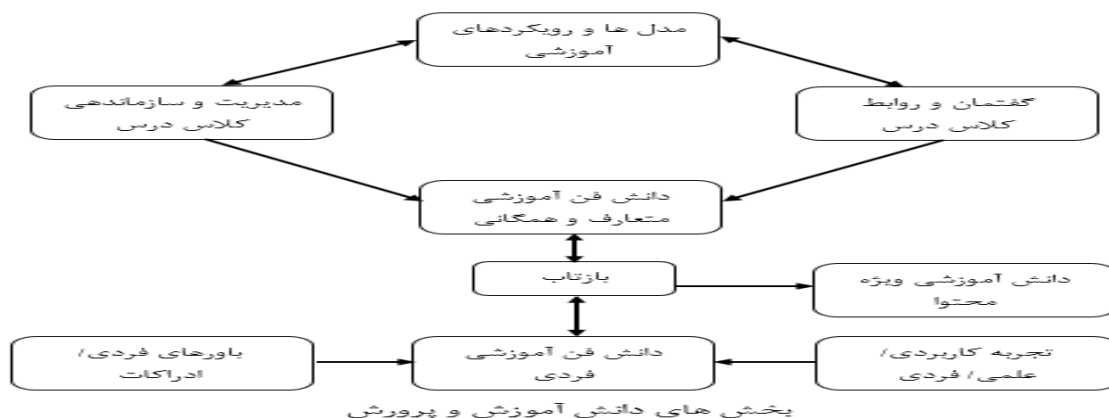 مدل ها و رویکردهای
آموزشی
گفتمان و روابط
کلاس درس
مدیریت و سازماندهی
کلاس درس
دانش فن آموزشی
متعارف و همگانی
بازتاب
دانش آموزشی ویژه
محتوا
تجربه کاربردی/
علمی/ فردی
دانش فن آموزشی
فردی
باورهای فردی/
ادراکات
بخش های دانش آموزش و پرورش